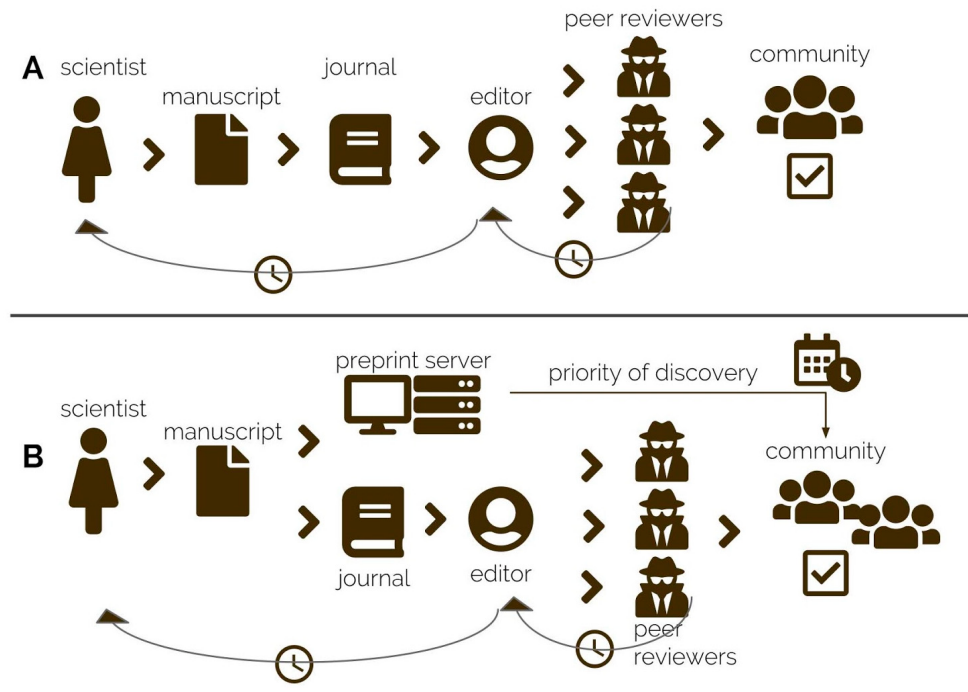 peer reviewers
A
scientist
journal
community
manuscript
editor
preprint server
priority of discovery
scientist
manuscript
community
B
journal
editor
peer
reviewers